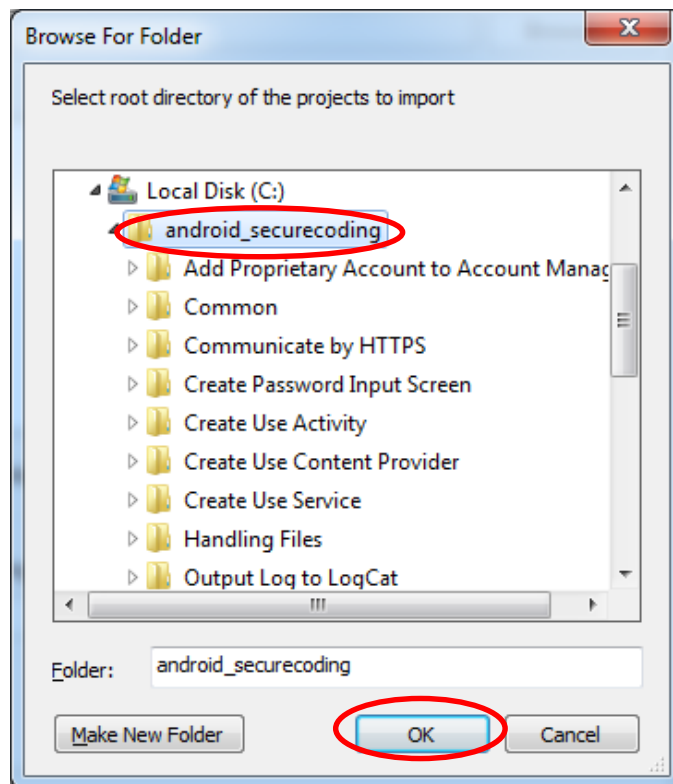 Browse For Folder
Select root directory of the projects to import
Local Disk (C:)
android_securecoding
Add Proprietary Account to Account Manag
Common
Communicate by HTTPS
Create Password Input Screen
Create Use Activity
Create Use Content Provider
Create Use Service
Handling Files
Output Log to LogCat
Folder: android_securecoding
Make New Folder OK Cancel